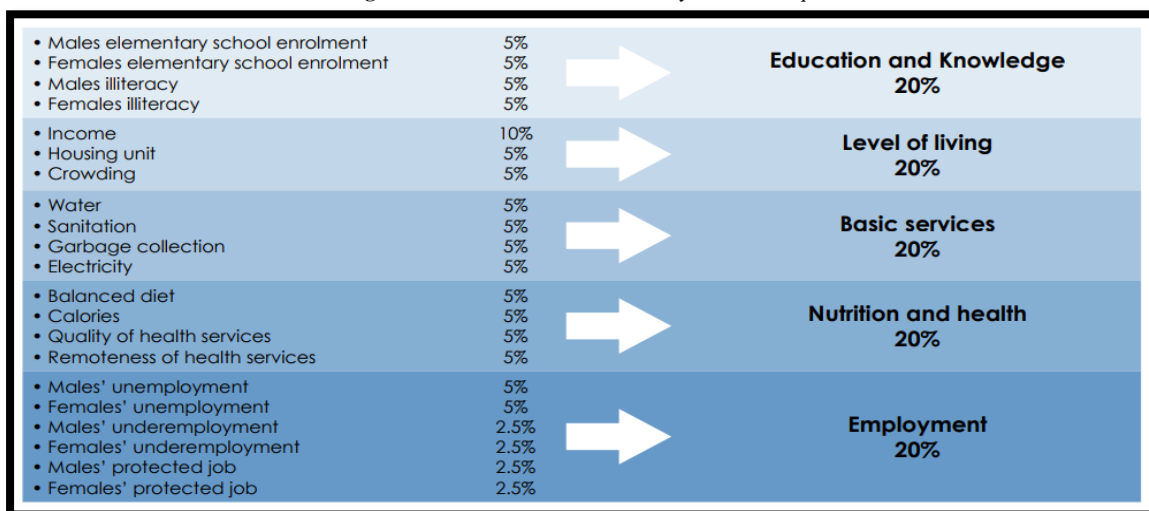 • Males elementary school enrolment 5%
• Females elementary school enrolment 5%
• Males illiteracy 5%
• Females illiteracy 5%
Education and Knowledge
20%
• Income 10%
• Housing unit 5%
• Crowding 5%
Level of living
20%
• Water 5%
• Sanitation 5%
• Garbage collection 5%
• Electricity 5%
Basic services
20%
• Balanced diet 5%
• Calories 5%
• Quality of health services 5%
• Remoteness of health services 5%
Nutrition and health
20%
• Males’ unemployment 5%
• Females’ unemployment 5%
• Males’ underemployment 2.5%
• Females’ underemployment 2.5%
• Males’ protected job 2.5%
• Females’ protected job 2.5%
Employment
20%